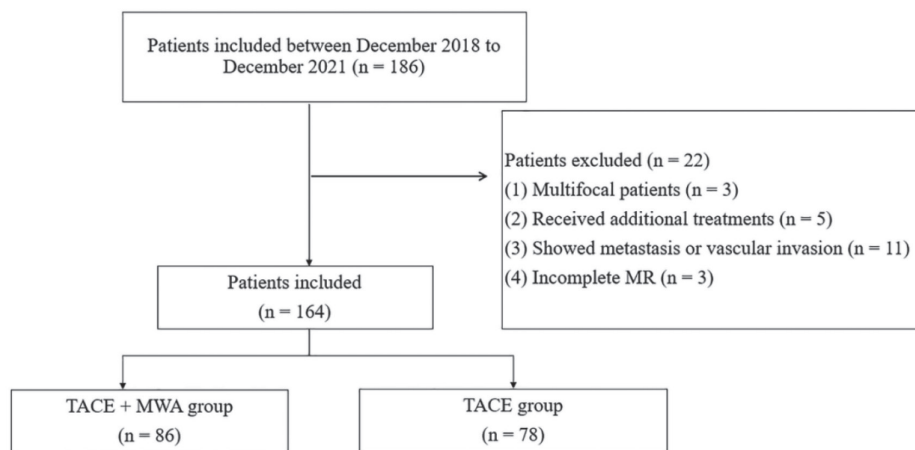 Patients included between December 2018 to
December 2021 (n = 186)
Patients excluded (n = 22)
(1) Multifocal patients (n = 3)
(2) Received additional treatments (n = 5)
(3) Showed metastasis or vascular invasion (n = 11)
(4) Incomplete MR (n = 3)
Patients included
(n = 164)
TACE + MWA group
(n = 86)
TACE group
(n = 78)